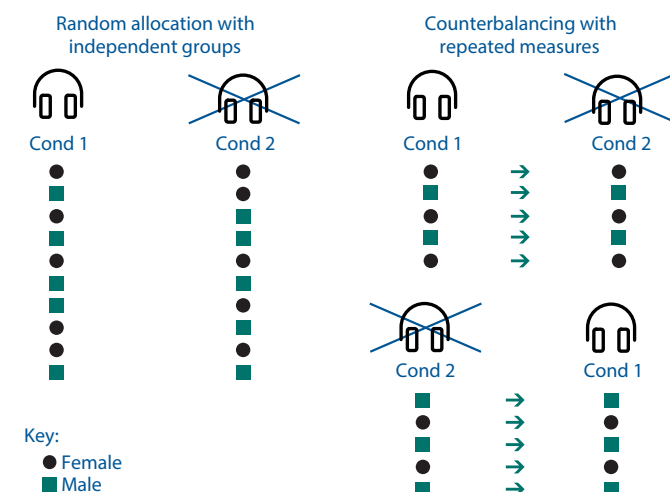 Random allocation with
independent groups
Cond 1
Cond 2
Key:
Female
Male
Counterbalancing with
repeated measures
Cond 1
Cond 2
Cond 2
Cond 1